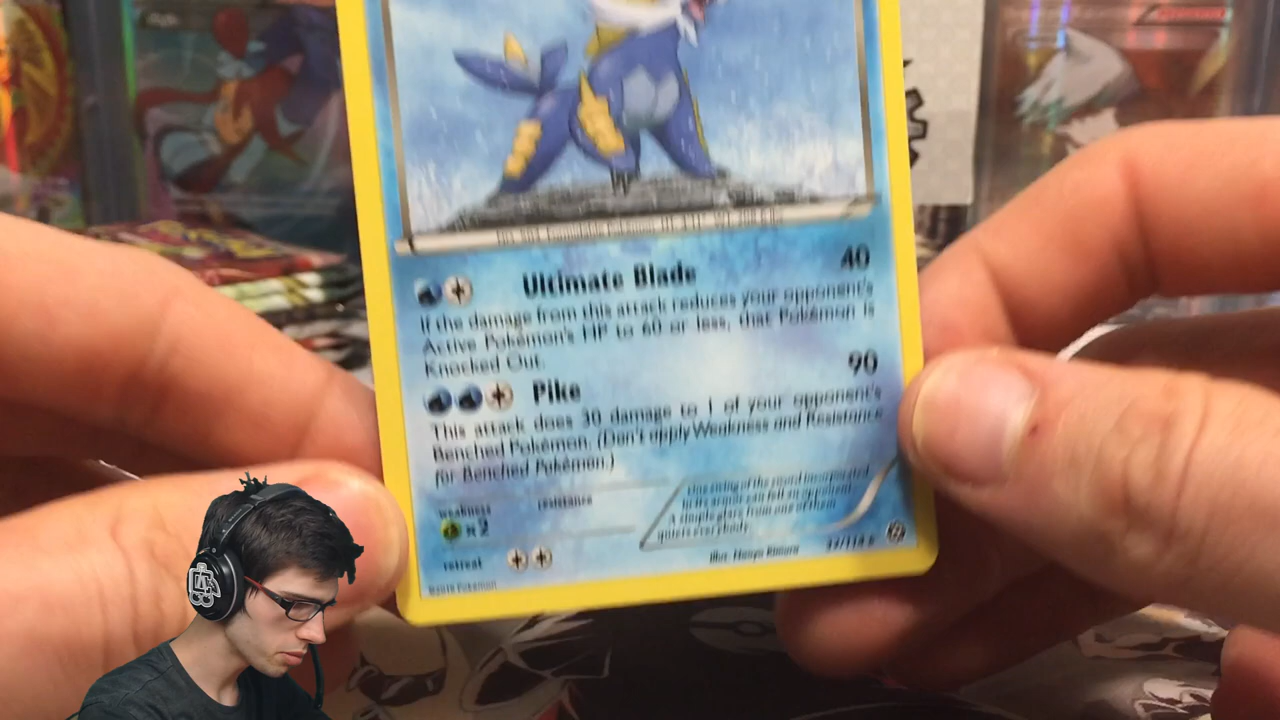 Ultimate Blade 40
If the damage from this attack reduces your opponent's
Active Pokémon's HP to 60 or less, that Pokémon is
Knocked Out.
Pike 90
This attack does 30 damage to 1 of your opponent's
Benched Pokémon. (Don't apply Weakness and Resistance
for Benched Pokémon.)
weakness resistance
×2
retreat
©2016 Pokémon